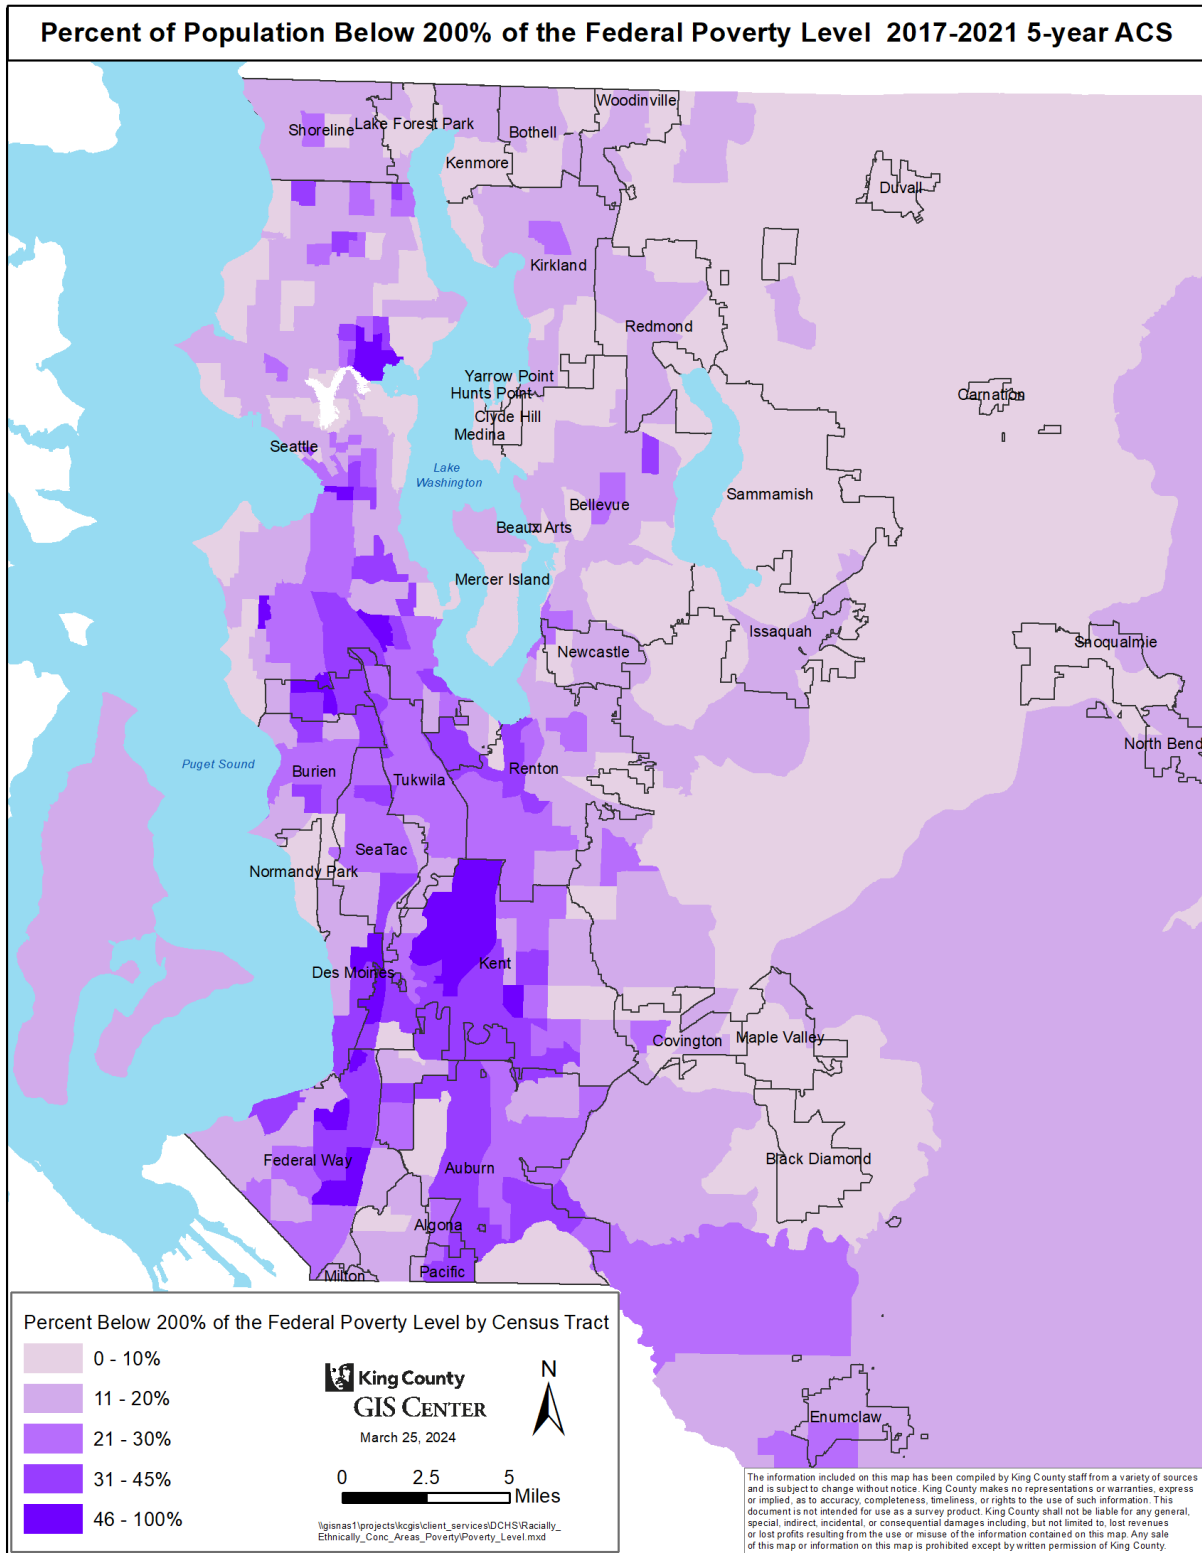 Percent of Population Below 200% of the Federal Poverty Level 2017-2021 5-year ACS
Woodinville
Shoreline
Lake Forest Park
Bothell
Kenmore
Duvall
Kirkland
Redmond
Yarrow Point
Hunts Point
Clyde Hill
Medina
Carnation
Seattle
Lake
Washington
Sammamish
Bellevue
Beaux Arts
Mercer Island
Issaquah
Newcastle
Snoqualmie
North Bend
Puget Sound
Burien
Tukwila
Renton
SeaTac
Normandy Park
Kent
Des Moines
Covington
Maple Valley
Federal Way
Auburn
Black Diamond
Algona
Pacific
Milton
Enumclaw
Percent Below 200% of the Federal Poverty Level by Census Tract
0 - 10%
11 - 20%
21 - 30%
31 - 45%
46 - 100%
King County
GIS CENTER
March 25, 2024
N
0 2.5 5
Miles
\\gisnas1\projects\kcgis\client_services\DCHS\Racially_
Ethnically_Conc_Areas_Poverty\Poverty_Level.mxd
The information included on this map has been compiled by King County staff from a variety of sources
and is subject to change without notice. King County makes no representations or warranties, express
or implied, as to accuracy, completeness, timeliness, or rights to the use of such information. This
document is not intended for use as a survey product. King County shall not be liable for any general,
special, indirect, incidental, or consequential damages including, but not limited to, lost revenues
or lost profits resulting from the use or misuse of the information contained on this map. Any sale
of this map or information on this map is prohibited except by written permission of King County.